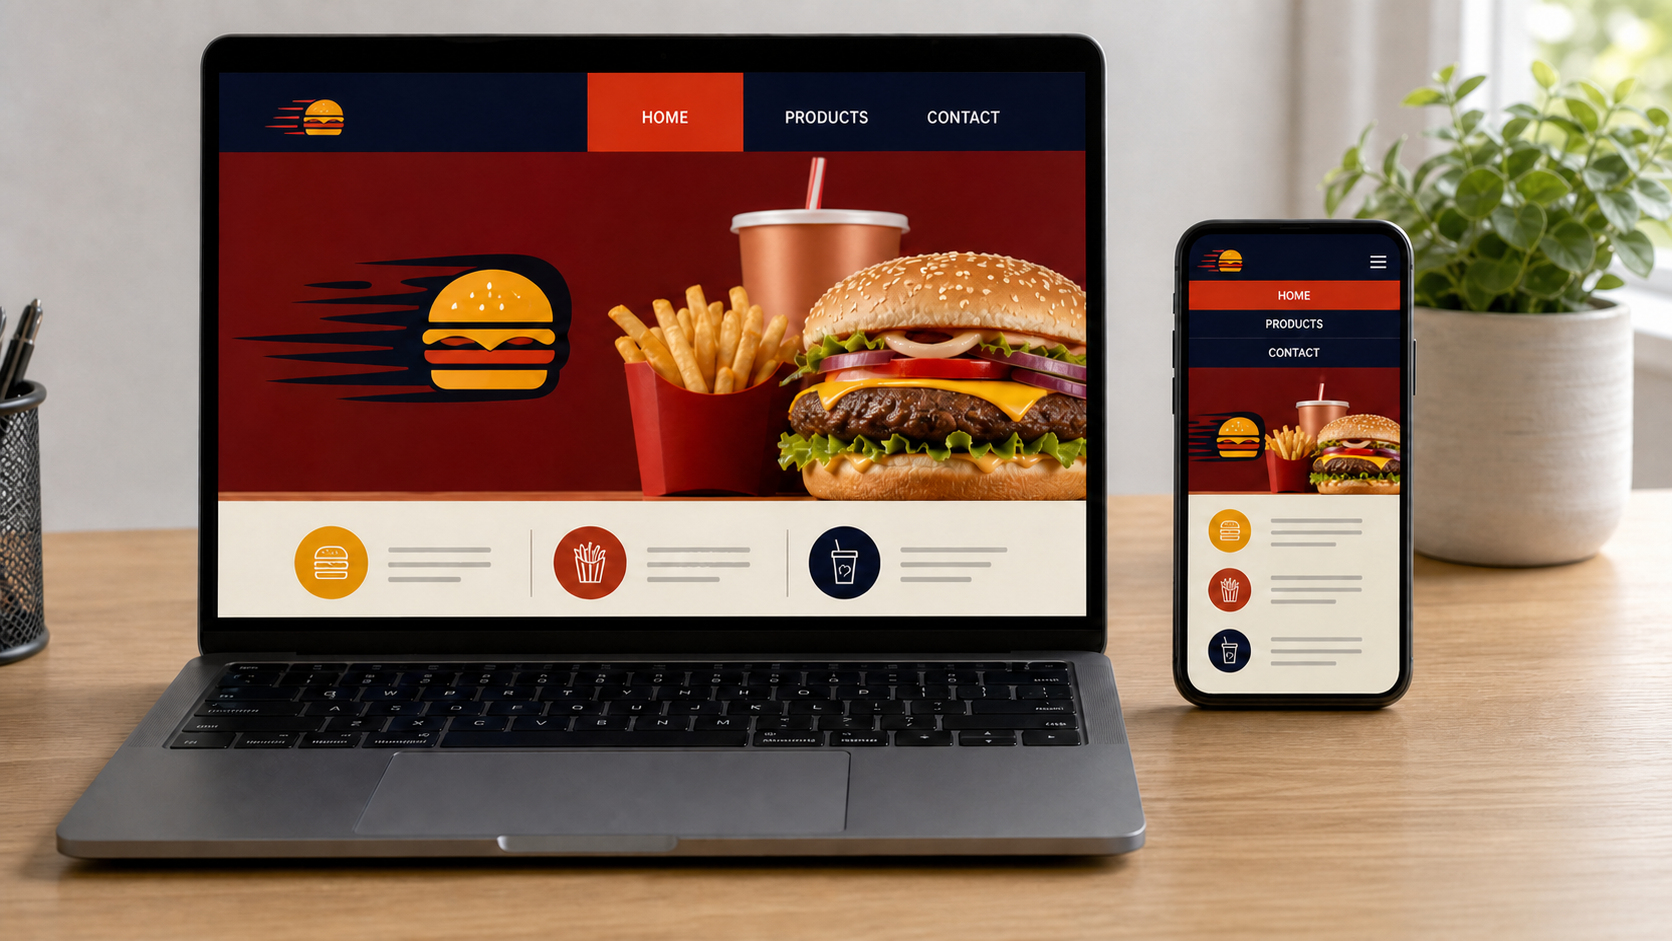 HOME
PRODUCTS
CONTACT
HOME
PRODUCTS
CONTACT
Q W P R T Y U H O P
A S D F G H J K L
Z X C V B N M